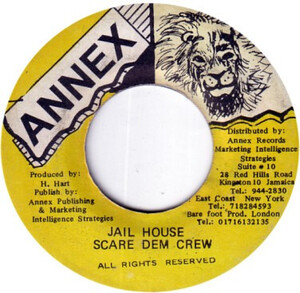 ANNEX
Distributed by:
Annex Records
Marketing Intelligence
Strategies
Suite # 10
28 Red Hills Road
Kingston 10 Jamaica
Tel.: 944-2830
East Coast New York
Tel.: 718284593
Bare foot Prod. London
Tel.: 01716132135
Produced by:
H. Hart
Publish by:
Annex Publishing
& Marketing
Intelligence Strategies
JAIL HOUSE
SCARE DEM CREW
ALL RIGHTS RESERVED